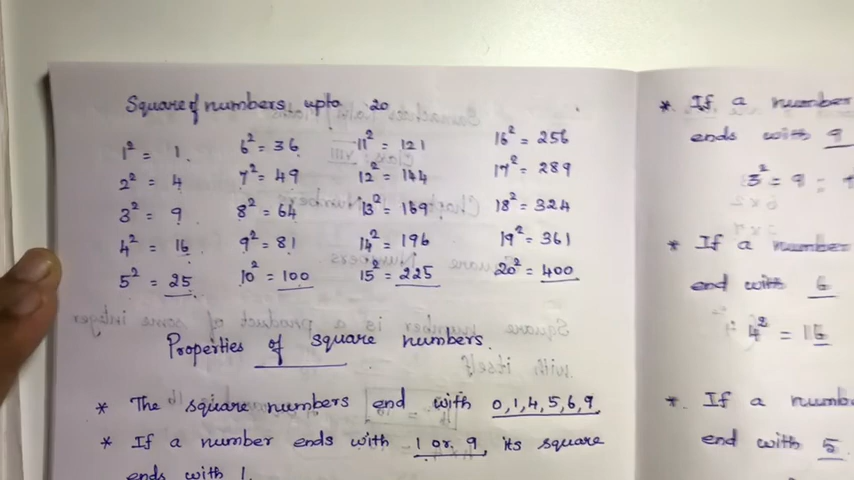 Square of numbers upto 20
1² = 1.
2² = 4
3² = 9
4² = 16
5² = 25
6² = 36
7² = 49
8² = 64
9² = 81
10² = 100
11² = 121
12² = 144
13² = 169
14² = 196
15² = 225
16² = 256
17² = 289
18² = 324
19² = 361
20² = 400
Properties of square numbers.
* The square numbers end with 0,1,4,5,6,9
* If a number ends with 1 or 9, its square
ends with 1.
* If a number
ends with 9
3² = 9 ;
* If a number
end with 6
4² = 16
* If a
end with 5